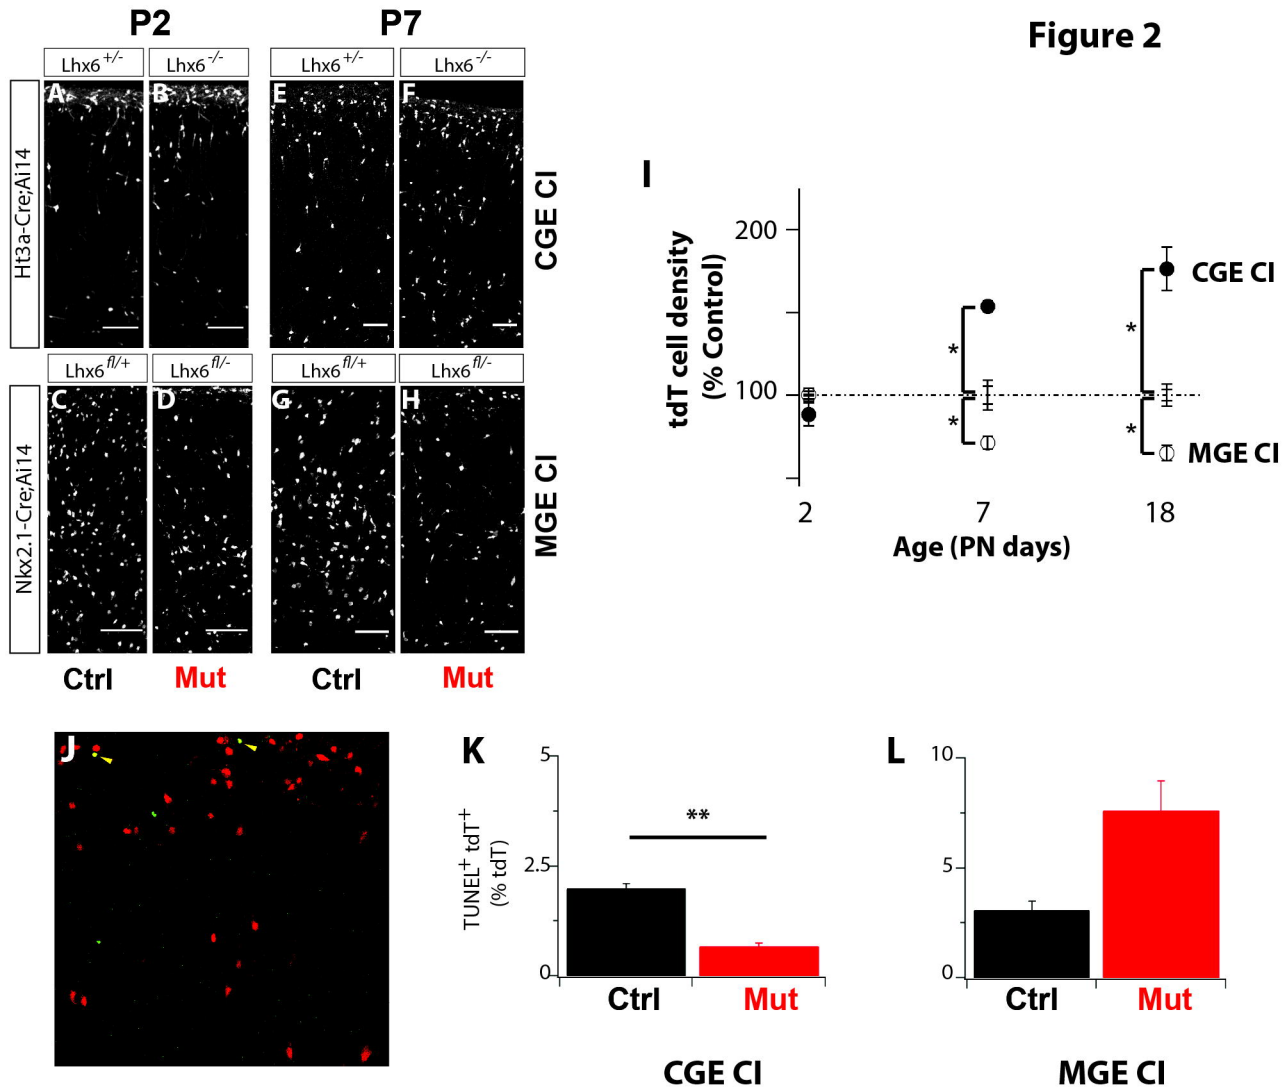 P2 P7
Figure 2
Lhx6+/- Lhx6-/- Lhx6+/- Lhx6-/-
A B E F
Ht3a-Cre;Ai14
CGE CI
Lhx6fl/+ Lhx6fl/- Lhx6fl/+ Lhx6fl/-
C D G H
Nkx2.1-Cre;Ai14
MGE CI
Ctrl Mut Ctrl Mut
I
tdT cell density
(% Control)
200
100
* *
* *
CGE CI
MGE CI
2 7 18
Age (PN days)
J
K
TUNEL+ tdT+
(% tdT)
5
2.5
0
**
Ctrl Mut
CGE CI
L
10
5
0
Ctrl Mut
MGE CI